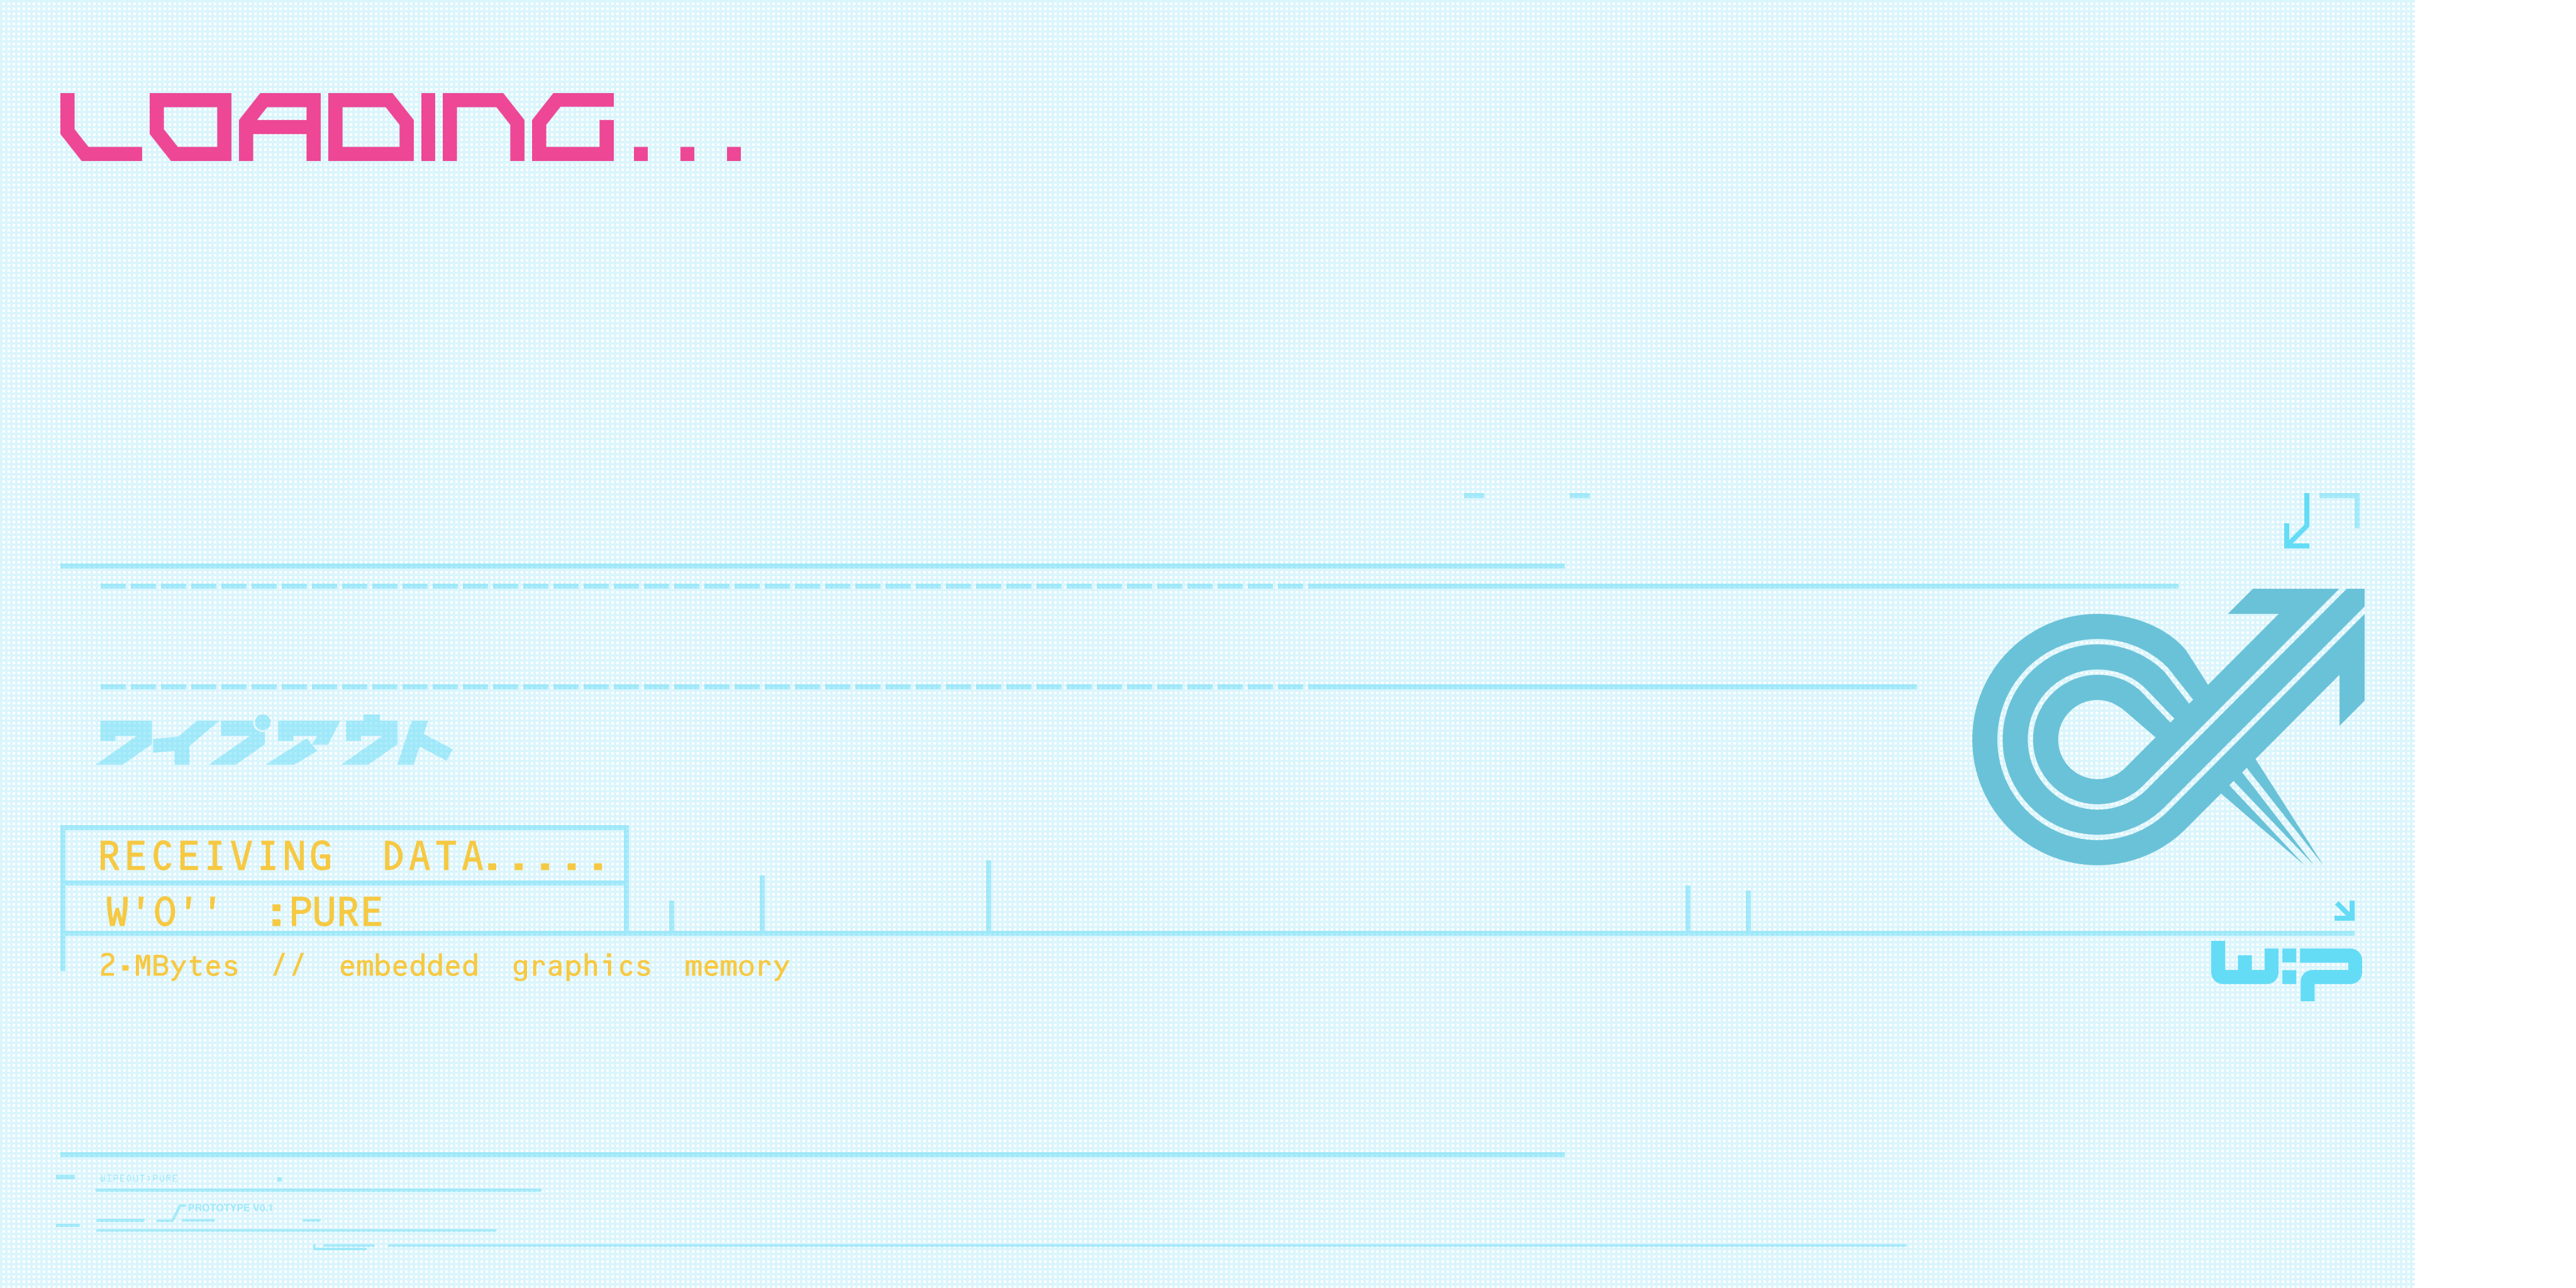 LOADING...
ワイプアウト
RECEIVING DATA.....
W'O'' :PURE
2.MBytes // embedded graphics memory
w:p
WIPEOUT:PURE
PROTOTYPE V0.1